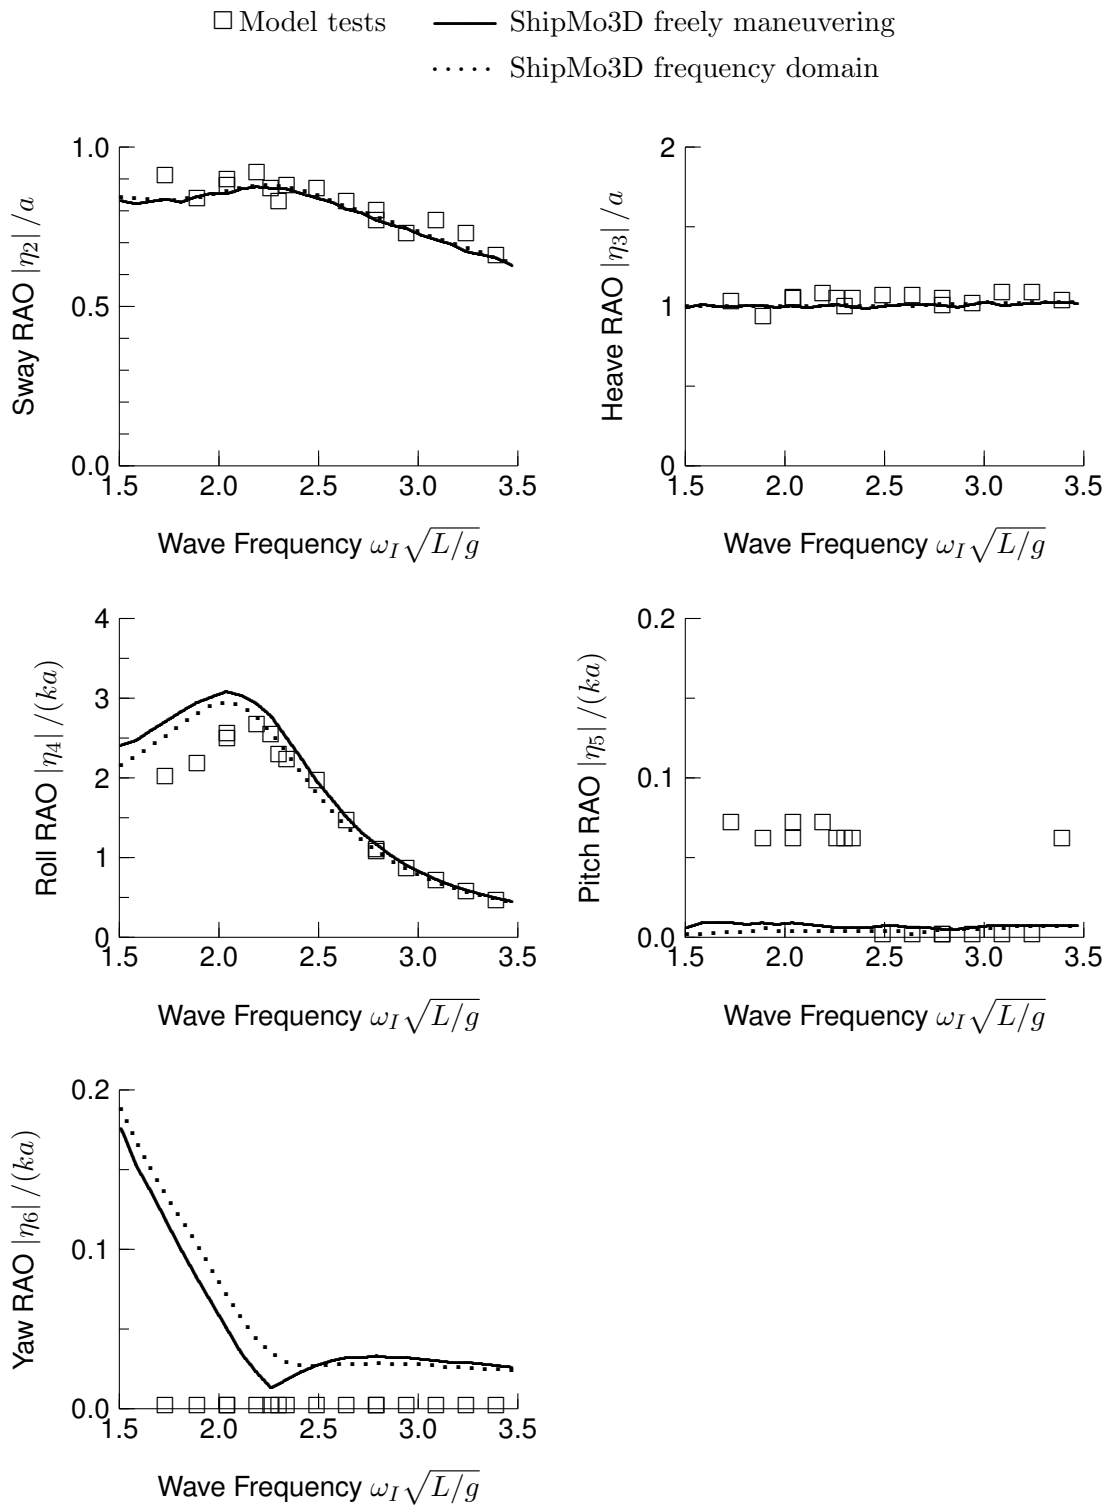 Model tests
ShipMo3D freely maneuvering
ShipMo3D frequency domain
1.0
0.5
0.0
1.5 2.0 2.5 3.0 3.5
Sway RAO |η2| /a
Wave Frequency ωI√L/g
2
1
0
1.5 2.0 2.5 3.0 3.5
Heave RAO |η3| /a
Wave Frequency ωI√L/g
4
3
2
1
0
1.5 2.0 2.5 3.0 3.5
Roll RAO |η4| /(ka)
Wave Frequency ωI√L/g
0.2
0.1
0.0
1.5 2.0 2.5 3.0 3.5
Pitch RAO |η5| /(ka)
Wave Frequency ωI√L/g
0.2
0.1
0.0
1.5 2.0 2.5 3.0 3.5
Yaw RAO |η6| /(ka)
Wave Frequency ωI√L/g